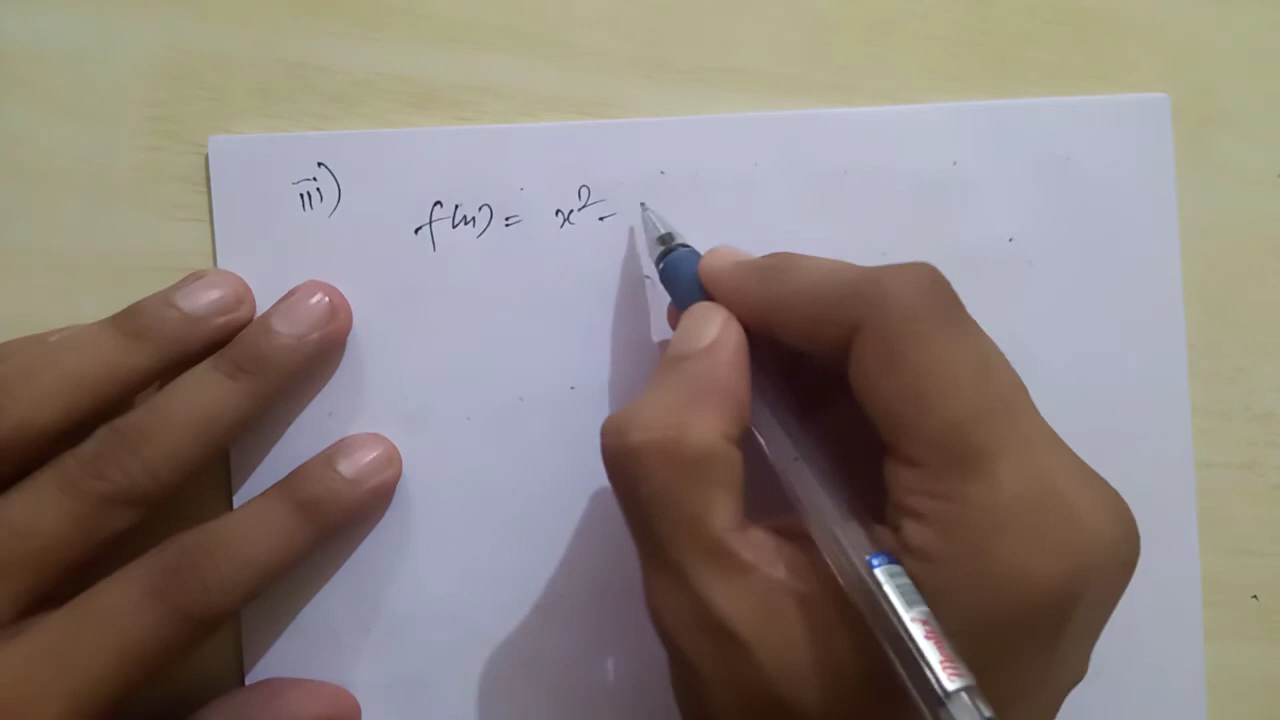 iii) f(x) = x² -